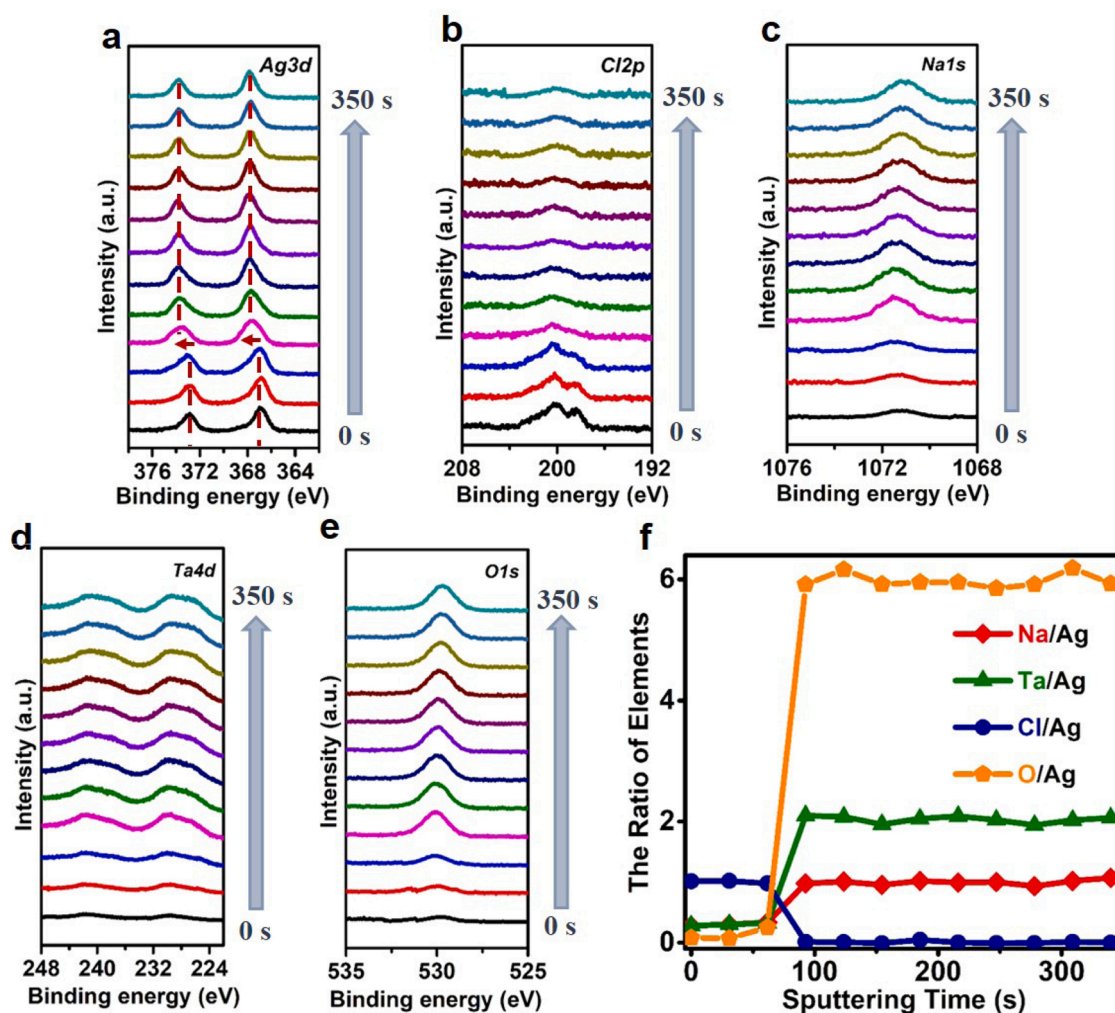 a
Ag3d
350 s
0 s
Intensity (a.u.)
376 372 368 364
Binding energy (eV)
b
Cl2p
350 s
0 s
Intensity (a.u.)
208 200 192
Binding energy (eV)
c
Na1s
350 s
0 s
Intensity (a.u.)
1076 1072 1068
Binding energy (eV)
d
Ta4d
350 s
0 s
Intensity (a.u.)
248 240 232 224
Binding energy (eV)
e
O1s
350 s
0 s
Intensity (a.u.)
535 530 525
Binding energy (eV)
f
6
4
2
0
The Ratio of Elements
Na/Ag
Ta/Ag
Cl/Ag
O/Ag
0 100 200 300
Sputtering Time (s)